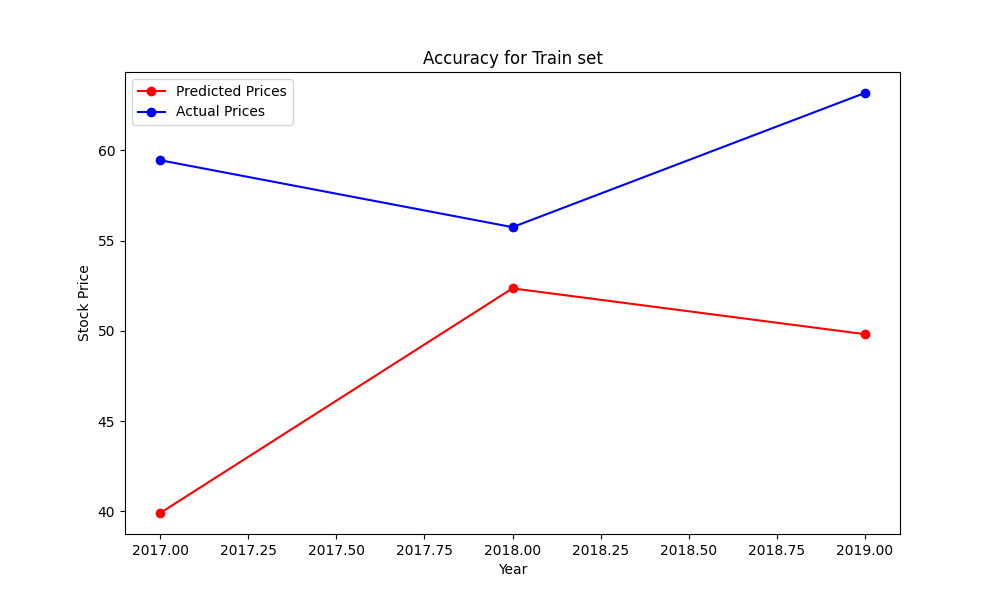 Accuracy for Train set
Predicted Prices
Actual Prices
Stock Price
60
55
50
45
40
2017.00 2017.25 2017.50 2017.75 2018.00 2018.25 2018.50 2018.75 2019.00
Year